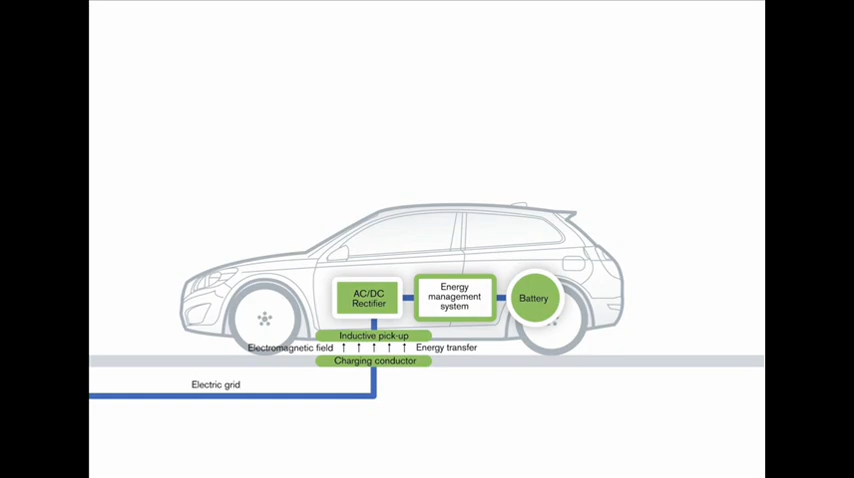 AC/DC
Rectifier
Energy
management
system
Battery
Inductive pick-up
Electromagnetic field
Energy transfer
Charging conductor
Electric grid